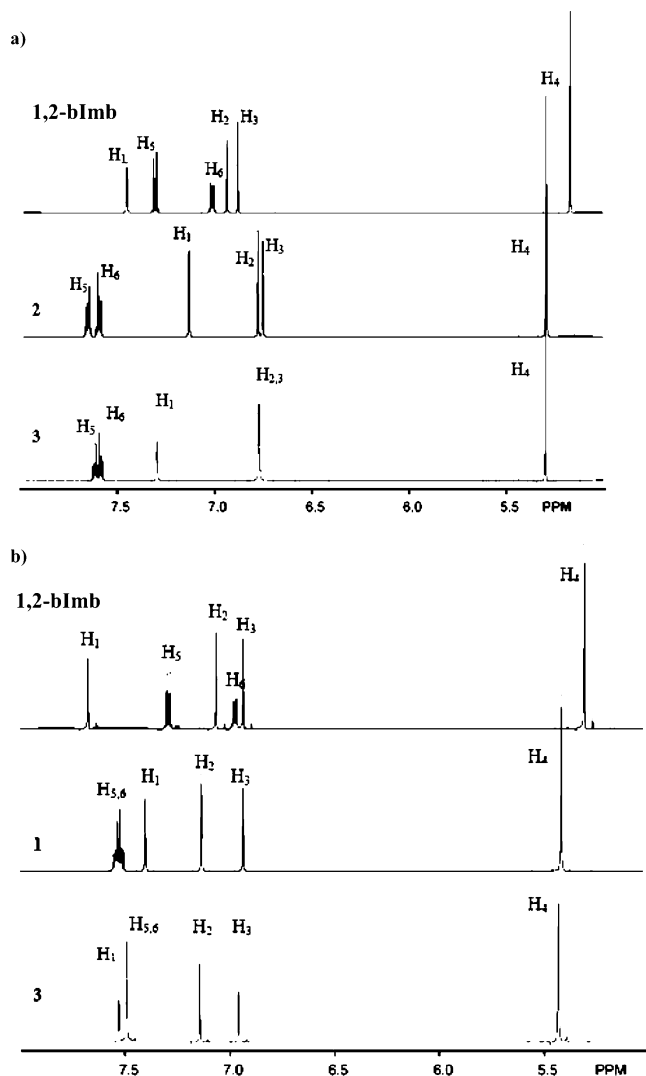 a)
1,2-bImb
H₁ H₅ H₆ H₂ H₃ H₄
H₅ H₆ H₁ H₂ H₃ H₄
2
H₅ H₆ H₁ H₂,₃ H₄
3
7.5 7.0 6.5 6.0 5.5 PPM
b)
1,2-bImb
H₁ H₅ H₂ H₆ H₃ H₄
H₅,₆ H₁ H₂ H₃ H₄
1
H₁ H₅,₆ H₂ H₃ H₄
3
7.5 7.0 6.5 6.0 5.5 PPM